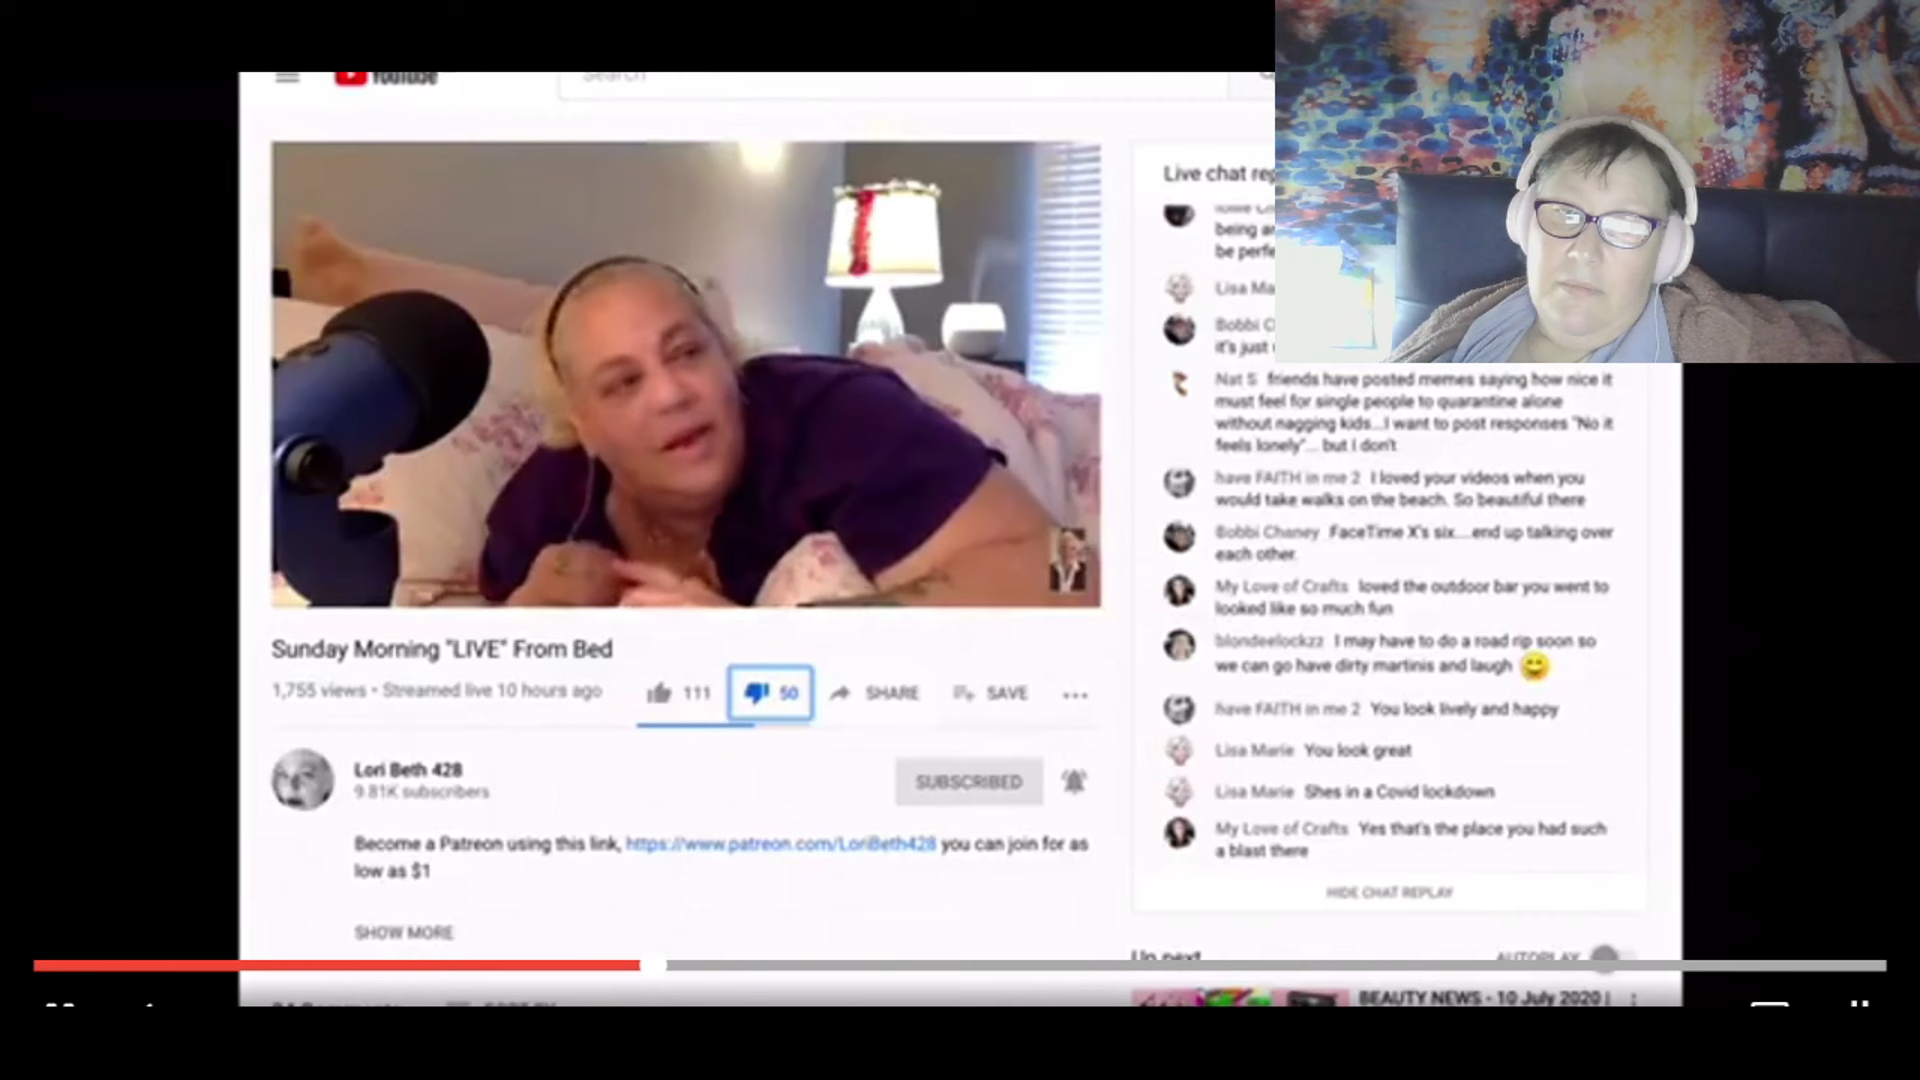 YouTube
Search
Sunday Morning "LIVE" From Bed
1,755 views • Streamed live 10 hours ago
111
50
SHARE
SAVE
Lori Beth 428
9.81K subscribers
SUBSCRIBED
Become a Patreon using this link, https://www.patreon.com/LoriBeth428 you can join for as
low as $1
SHOW MORE
Live chat rep
being ar
be perfe
Lisa Ma
Bobbi C
it's just
Nat S friends have posted memes saying how nice it
must feel for single people to quarantine alone
without nagging kids...I want to post responses "No it
feels lonely"... but I don't
have FAITH in me 2 I loved your videos when you
would take walks on the beach. So beautiful there
Bobbi Chaney FaceTime X's six....end up talking over
each other.
My Love of Crafts loved the outdoor bar you went to
looked like so much fun
blondeelockzz I may have to do a road rip soon so
we can go have dirty martinis and laugh 😄
have FAITH in me 2 You look lively and happy
Lisa Marie You look great
Lisa Marie Shes in a Covid lockdown
My Love of Crafts Yes that's the place you had such
a blast there
HIDE CHAT REPLAY
Up next
AUTOPLAY
BEAUTY NEWS - 10 July 2020 |